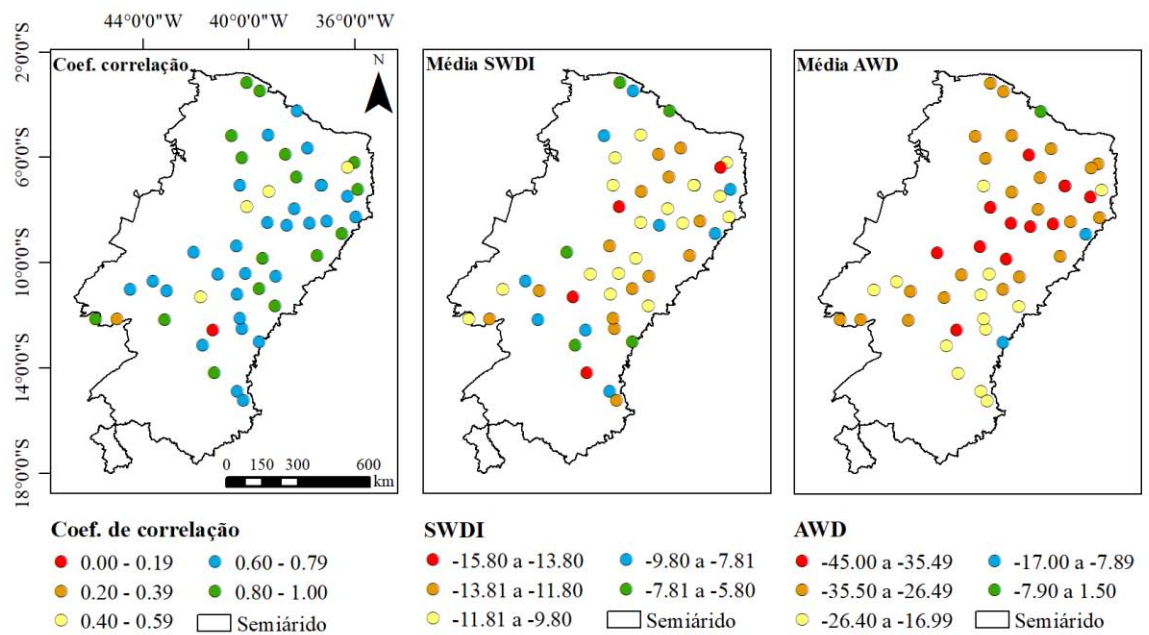 44°0'0"W 40°0'0"W 36°0'0"W
2°0'0"S
6°0'0"S
10°0'0"S
14°0'0"S
18°0'0"S
Coef. correlação
N
Média SWDI
Média AWD
0 150 300 600
km
Coef. de correlação
0.00 - 0.19
0.20 - 0.39
0.40 - 0.59
0.60 - 0.79
0.80 - 1.00
Semiárido
SWDI
-15.80 a -13.80
-13.81 a -11.80
-11.81 a -9.80
-9.80 a -7.81
-7.81 a -5.80
Semiárido
AWD
-45.00 a -35.49
-35.50 a -26.49
-26.40 a -16.99
-17.00 a -7.89
-7.90 a 1.50
Semiárido